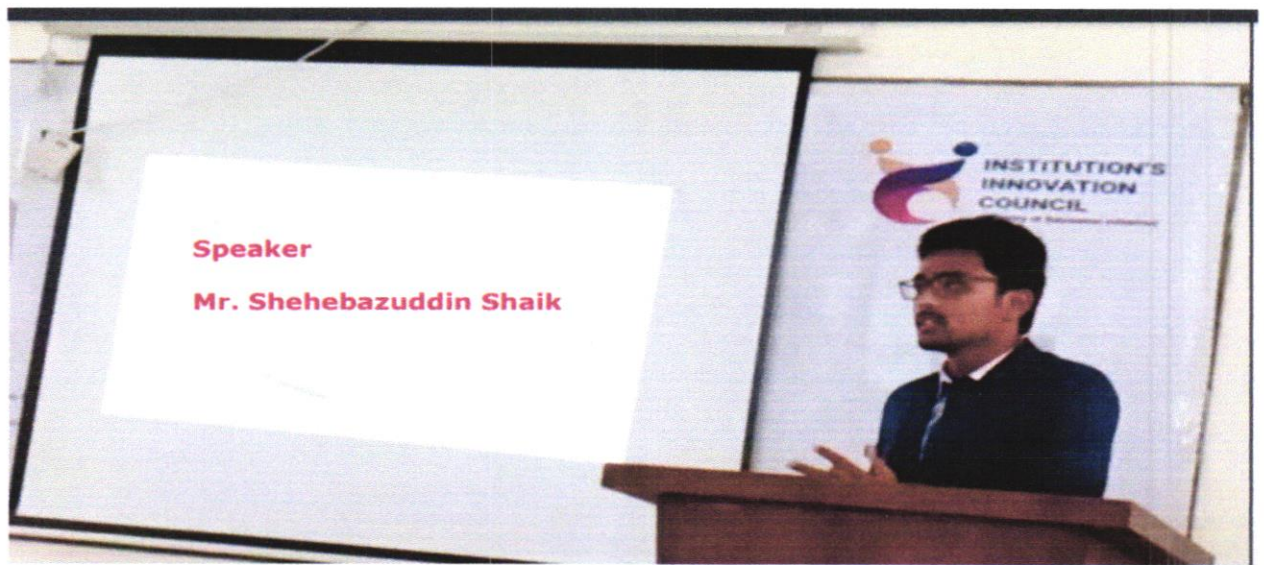 Speaker
Mr. Shehebazuddin Shaik
INSTITUTION'S
INNOVATION
COUNCIL